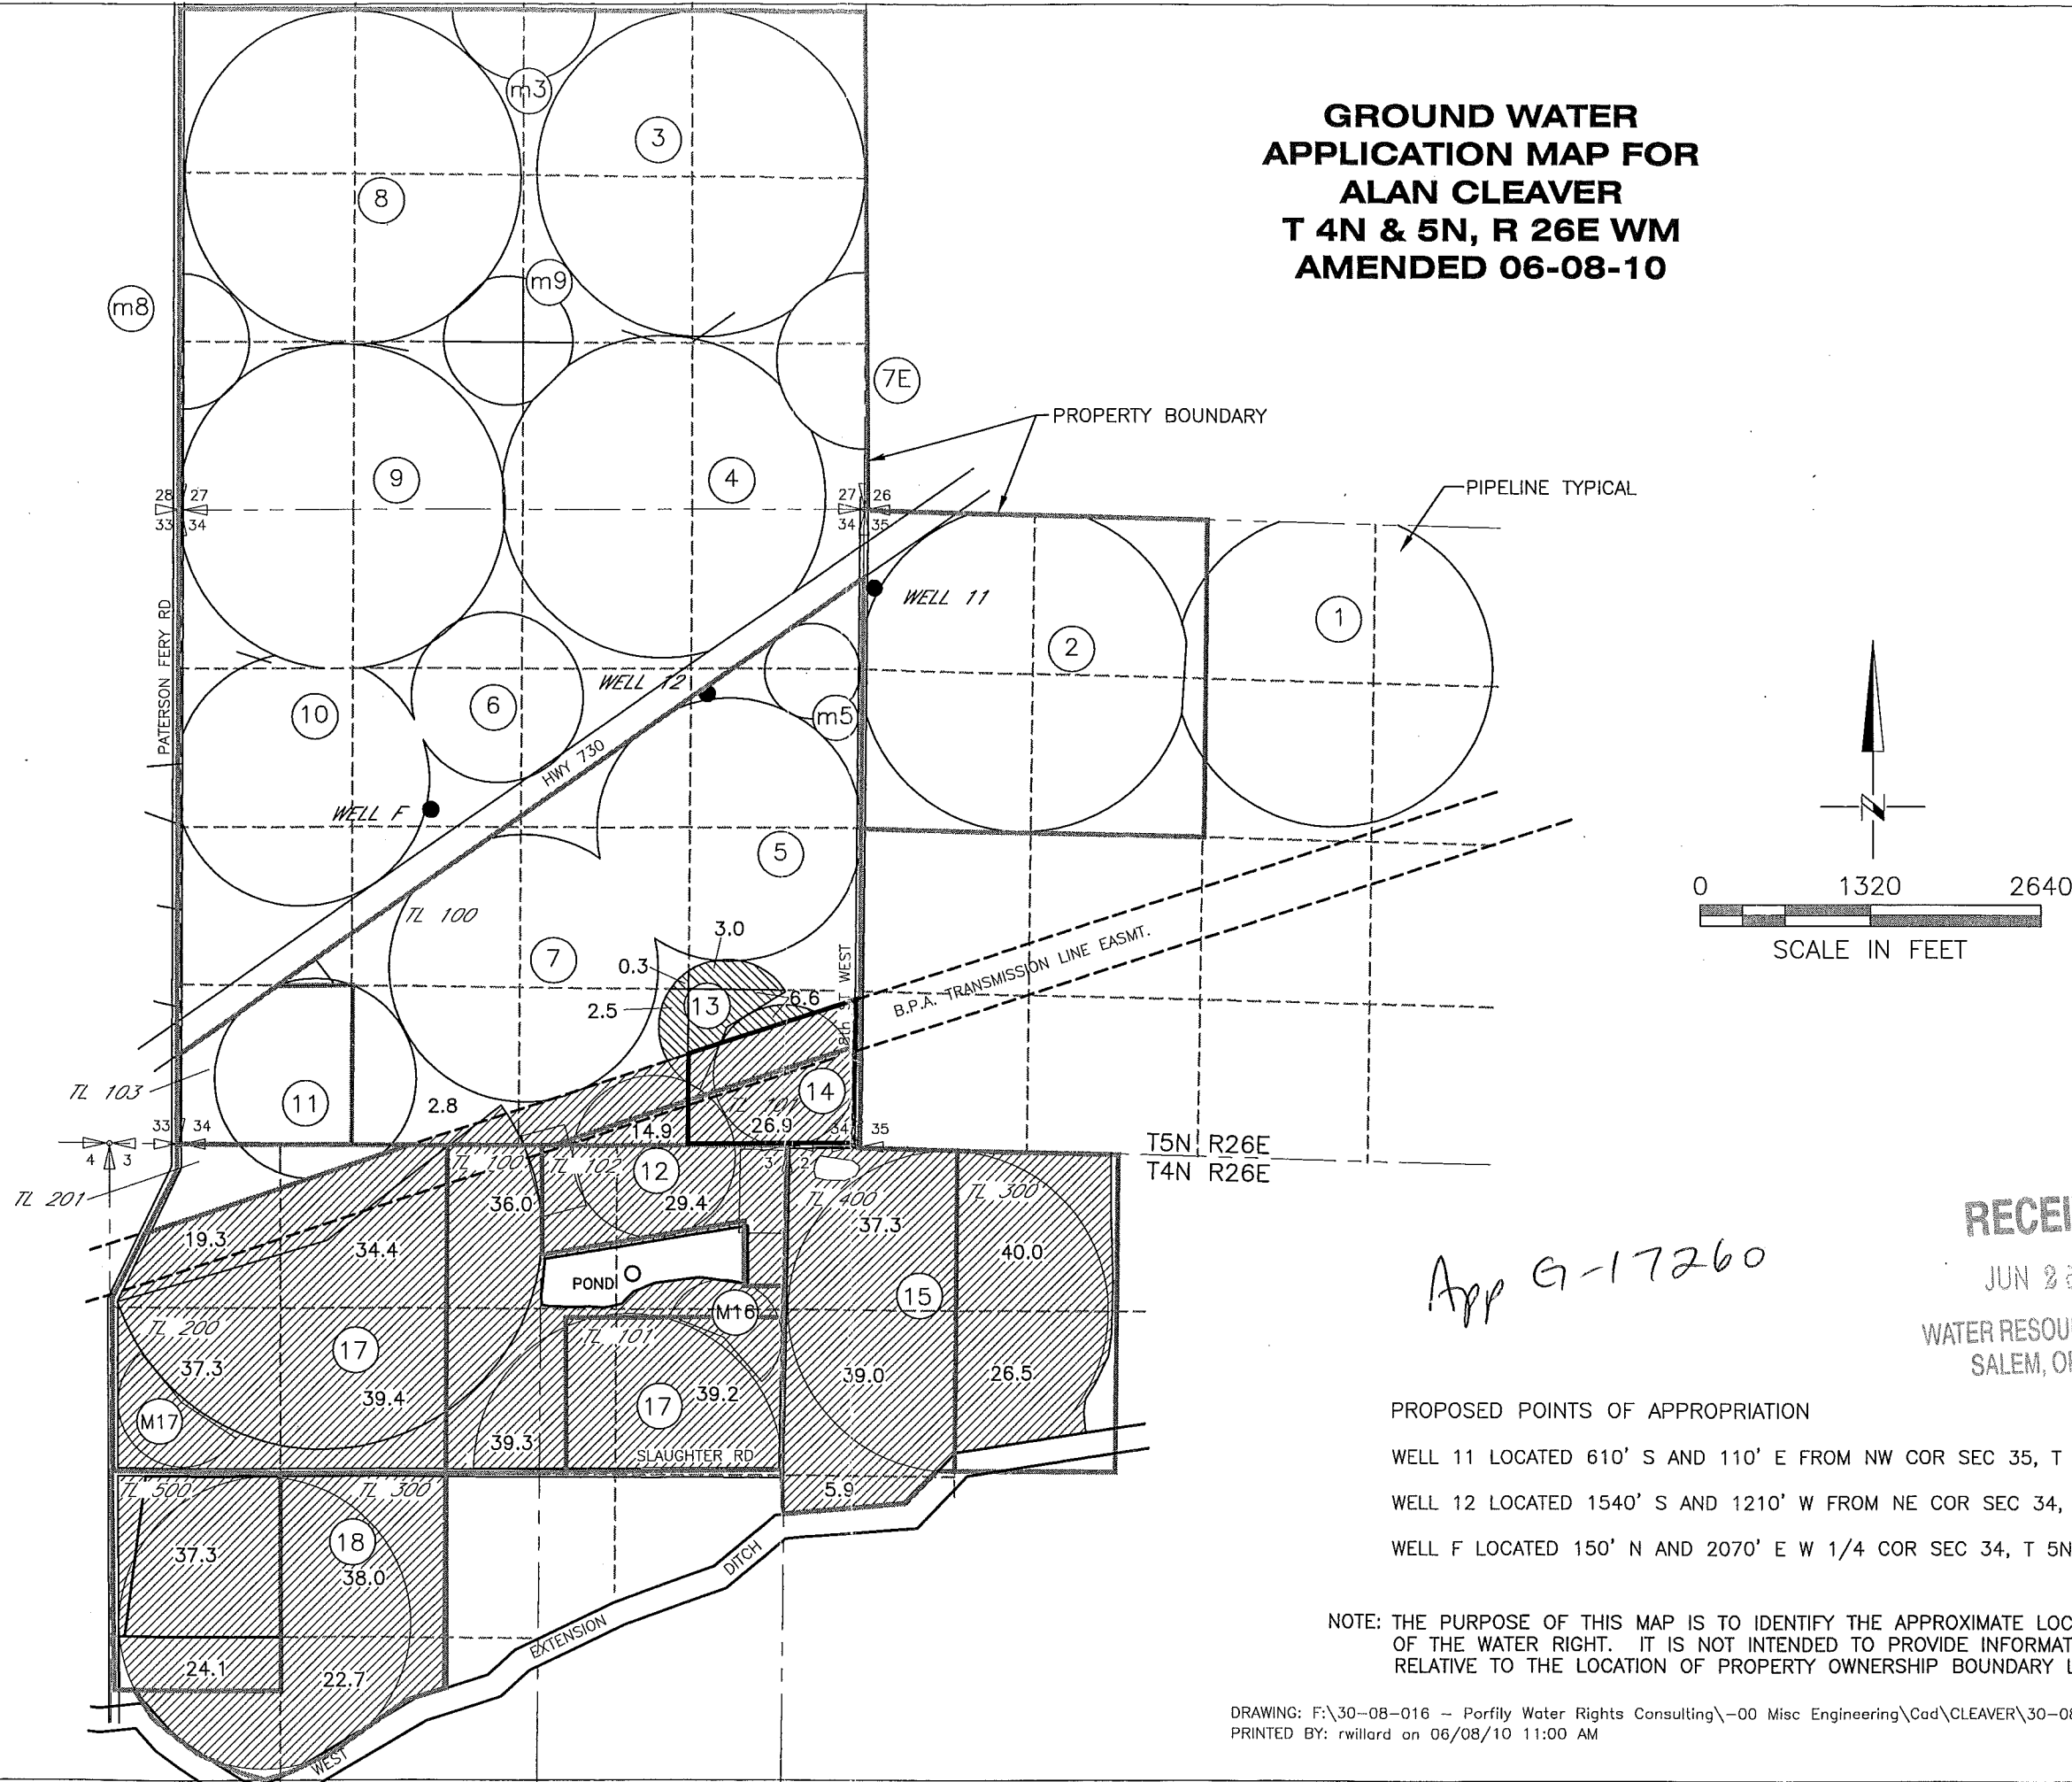 GROUND WATER
APPLICATION MAP FOR
ALAN CLEAVER
T 4N & 5N, R 26E WM
AMENDED 06-08-10
m3
3
8
m9
m8
7E
PROPERTY BOUNDARY
PIPELINE TYPICAL
9
4
28 27
33 34
27 26
34 35
WELL 11
1
2
PATERSON FERY RD
WELL 12
10
6
m5
HWY 730
WELL F
5
0 1320 2640
SCALE IN FEET
N
TL 100
3.0
7
0.3
B.P.A. TRANSMISSION LINE EASMT.
8th ST WEST
13
6.6
2.5
TL 103
11
2.8
14
TL 101
26.9
14.9
33 34
34 35
4 3
3 2
T5N R26E
T4N R26E
TL 201
TL 100
TL 102
12
36.0
29.4
TL 400
TL 300
37.3
40.0
19.3
34.4
POND
App G-17260
JUN 2
SALEM, O
M16
15
TL 200
17
TL 101
37.3
39.4
39.2
17
39.0
26.5
M17
39.3
SLAUGHTER RD
5.9
PROPOSED POINTS OF APPROPRIATION
WELL 11 LOCATED 610' S AND 110' E FROM NW COR SEC 35, T
WELL 12 LOCATED 1540' S AND 1210' W FROM NE COR SEC 34,
WELL F LOCATED 150' N AND 2070' E W 1/4 COR SEC 34, T 5N
TL 500
TL 300
18
37.3
38.0
24.1
22.7
WEST EXTENSION DITCH
NOTE: THE PURPOSE OF THIS MAP IS TO IDENTIFY THE APPROXIMATE LOC
OF THE WATER RIGHT. IT IS NOT INTENDED TO PROVIDE INFORMAT
RELATIVE TO THE LOCATION OF PROPERTY OWNERSHIP BOUNDARY L
DRAWING: F:\30-08-016 - Porfily Water Rights Consulting\-00 Misc Engineering\Cad\CLEAVER\30-08
PRINTED BY: rwillard on 06/08/10 11:00 AM
RECEI
WATER RESOU